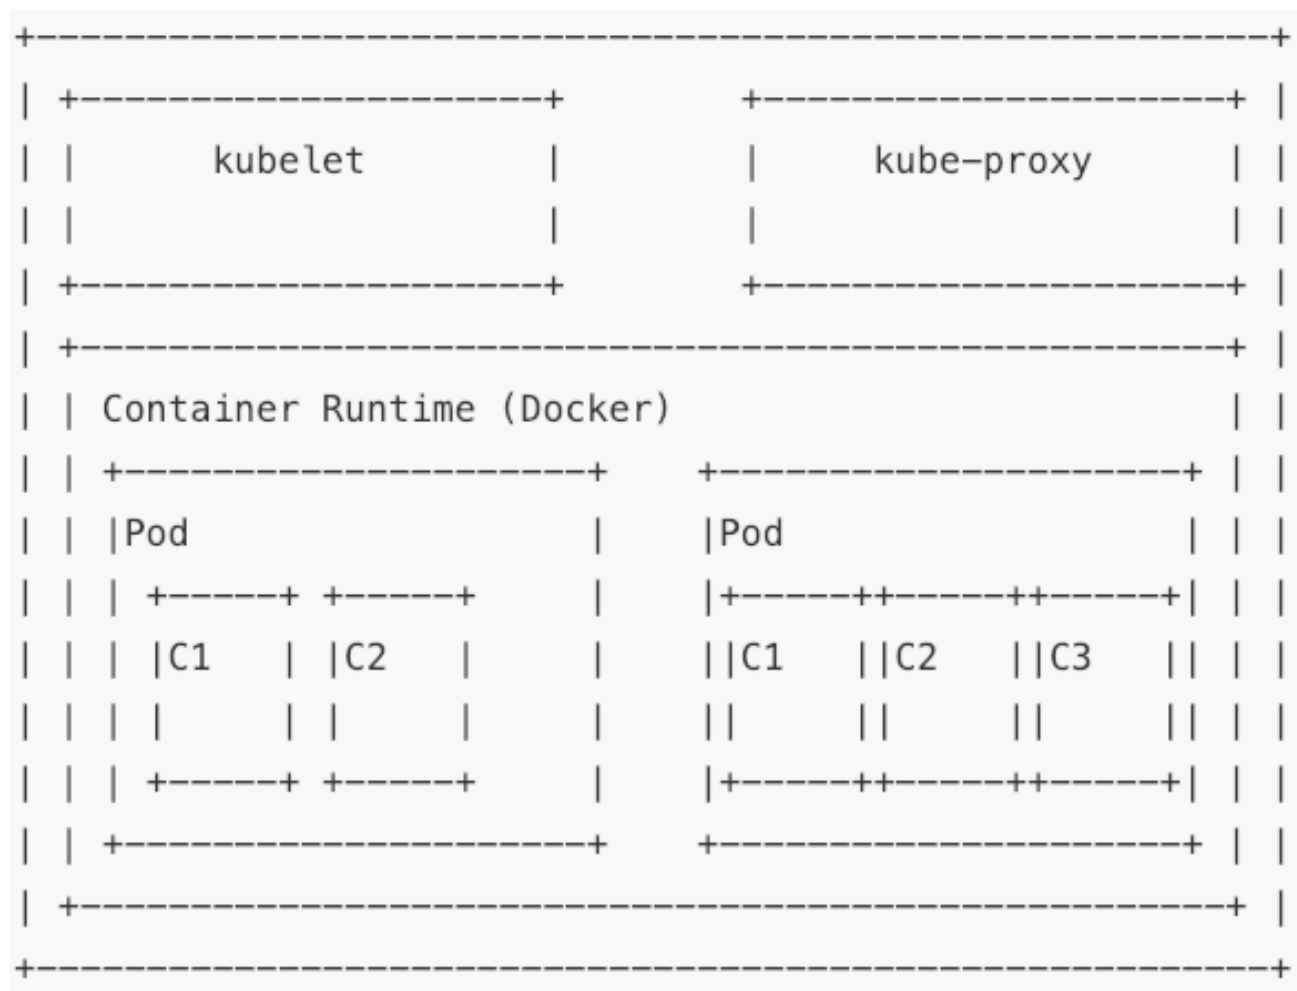 +--------------------------------------------------------+
| +---------------------+        +---------------------+ |
| |      kubelet        |        |     kube-proxy      | |
| |                     |        |                     | |
| +---------------------+        +---------------------+ |
| +----------------------------------------------------+ |
| | Container Runtime (Docker)                         | |
| | +---------------------+    +---------------------+ | |
| | |Pod                  |    |Pod                  | | |
| | | +-----+ +-----+     |    |+-----++-----++-----+| | |
| | | |C1   | |C2   |     |    ||C1   ||C2   ||C3   || | |
| | | |     | |     |     |    ||     ||     ||     || | |
| | | +-----+ +-----+     |    |+-----++-----++-----+| | |
| | +---------------------+    +---------------------+ | |
| +----------------------------------------------------+ |
+--------------------------------------------------------+